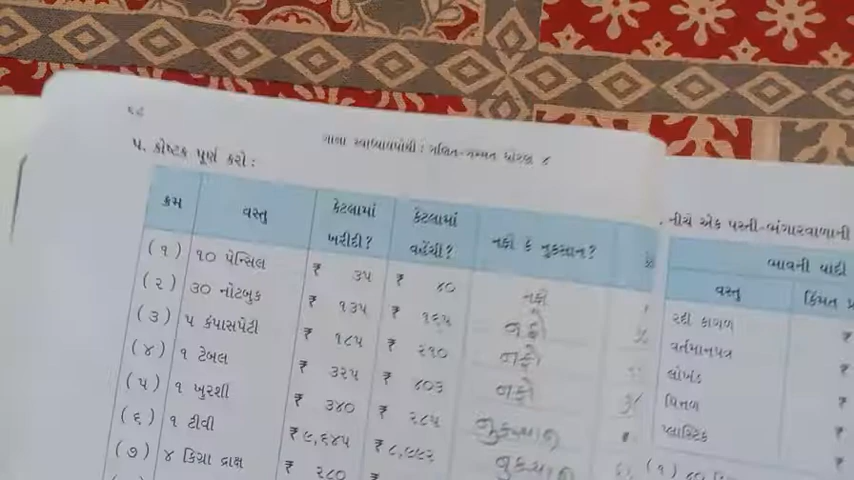 ૬૮
ગાલા સ્વાધ્યાયપોથી : ગણિત-ગમ્મત ધોરણ ૪
૫. કોષ્ટક પૂર્ણ કરો :
ક્રમ વસ્તુ કેટલામાં ખરીદી? કેટલામાં વહેંચી? નફો કે નુકસાન?
(૧) ૧૦ પેન્સિલ ₹ ૩૫ ₹ ૪૦ નફો
(૨) ૩૦ નોટબુક ₹ ૧૩૫ ₹ ૧૬૫ નફો
(૩) ૫ કંપાસપેટી ₹ ૧૮૫ ₹ ૨૧૦ નફો
(૪) ૧ ટેબલ ₹ ૩૨૫ ₹ ૪૦૩ નફો
(૫) ૧ ખુરશી ₹ ૩૪૦ ₹ ૨૮૫ નુકસાન
(૬) ૧ ટીવી ₹ ૯,૬૪૫ ₹ ૮,૯૯૨ નુકસાન
(૭) ૪ કિગ્રા દ્રાક્ષ ₹ ૨૮૦ ₹
. નીચે એક પસ્તી-ભંગારવાળાની
ભાવની યાદી
વસ્તુ કિંમત
રદ્દી કાગળ ₹
વર્તમાનપત્ર ₹
લોખંડ ₹
પિત્તળ ₹
પ્લાસ્ટિક ₹
(૧)